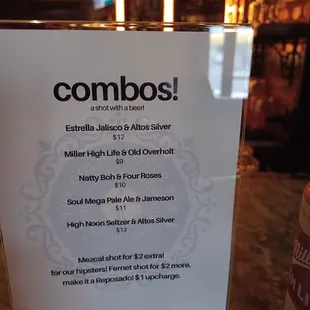 combos!
a shot with a beer!
Estrella Jalisco & Altos Silver
$12
Miller High Life & Old Overholt
$9
Natty Boh & Four Roses
$10
Soul Mega Pale Ale & Jameson
$11
High Noon Seltzer & Altos Silver
$12
Mezcal shot for $2 extra!
for our hipsters! Fernet shot for $2 more.
make it a Reposado! $1 upcharge.